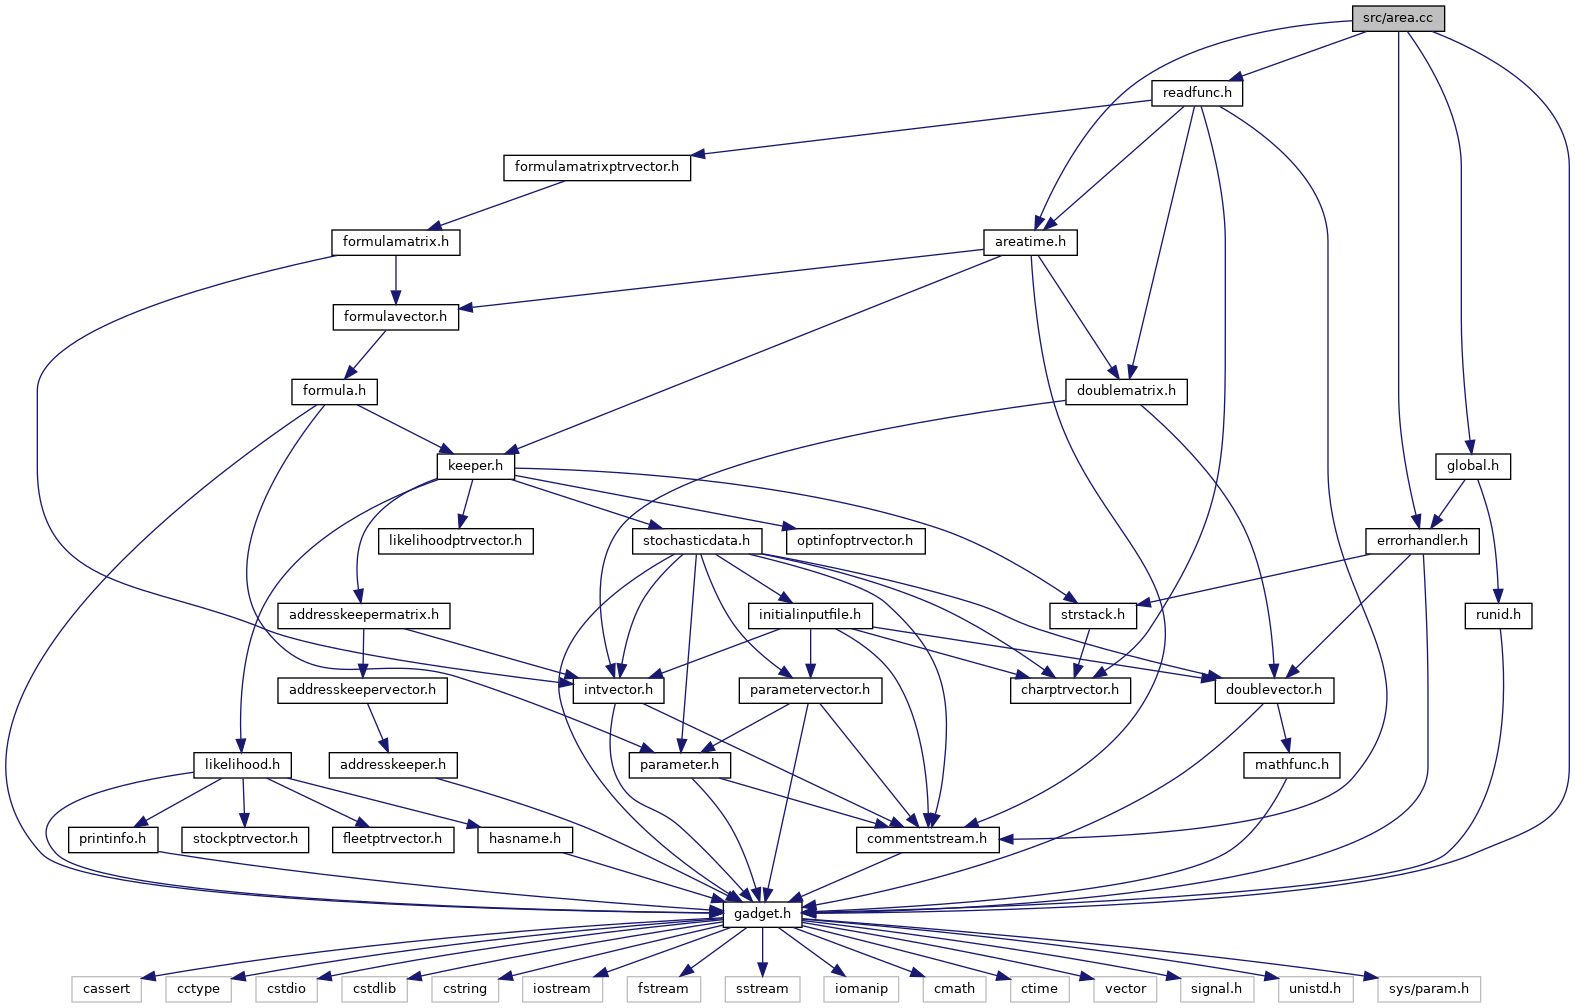 src/area.cc
readfunc.h
formulamatrixptrvector.h
formulamatrix.h
areatime.h
formulavector.h
formula.h
doublematrix.h
keeper.h
global.h
likelihoodptrvector.h
stochasticdata.h
optinfoptrvector.h
errorhandler.h
addresskeepermatrix.h
initialinputfile.h
strstack.h
runid.h
addresskeepervector.h
intvector.h
parametervector.h
charptrvector.h
doublevector.h
likelihood.h
addresskeeper.h
parameter.h
mathfunc.h
printinfo.h
stockptrvector.h
fleetptrvector.h
hasname.h
commentstream.h
gadget.h
cassert
cctype
cstdio
cstdlib
cstring
iostream
fstream
sstream
iomanip
cmath
ctime
vector
signal.h
unistd.h
sys/param.h